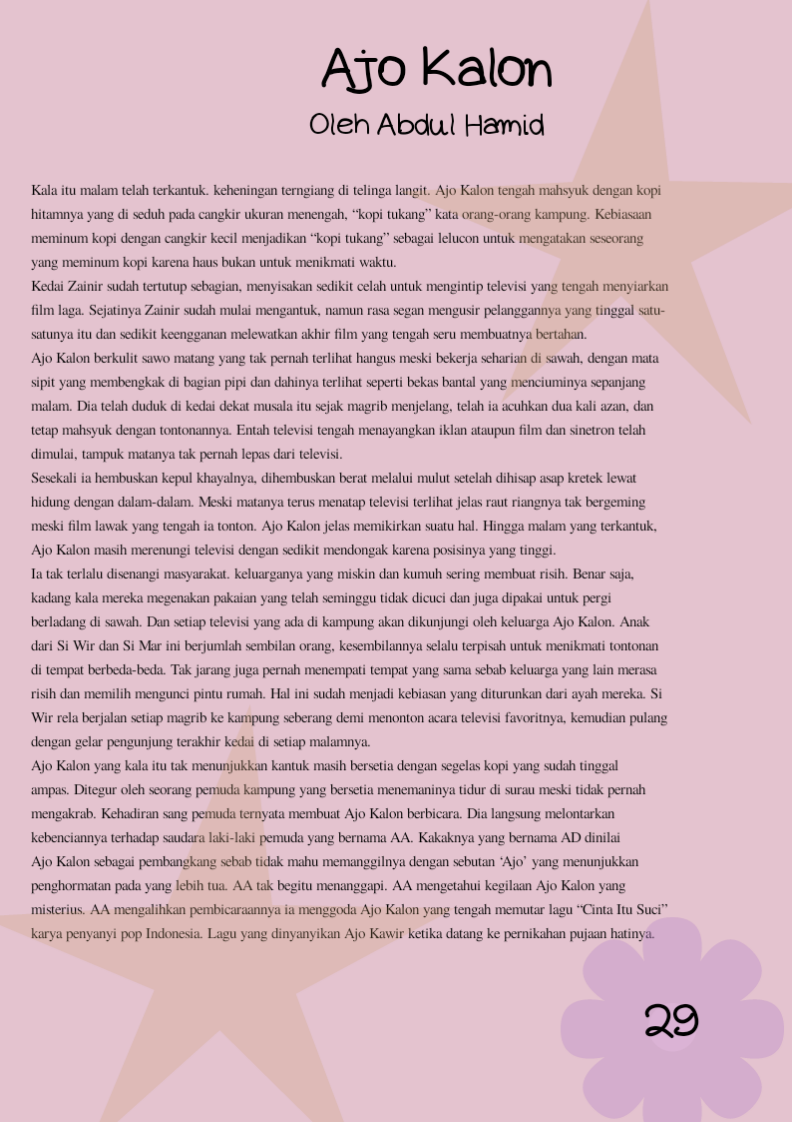 Ajo Kalon
Oleh Abdul Hamid
Kala itu malam telah terkantuk. keheningan terngiang di telinga langit. Ajo Kalon tengah mahsyuk dengan kopi
hitamnya yang di seduh pada cangkir ukuran menengah, “kopi tukang” kata orang-orang kampung. Kebiasaan
meminum kopi dengan cangkir kecil menjadikan “kopi tukang” sebagai lelucon untuk mengatakan seseorang
yang meminum kopi karena haus bukan untuk menikmati waktu.
Kedai Zainir sudah tertutup sebagian, menyisakan sedikit celah untuk mengintip televisi yang tengah menyiarkan
film laga. Sejatinya Zainir sudah mulai mengantuk, namun rasa segan mengusir pelanggannya yang tinggal satu-
satunya itu dan sedikit keengganan melewatkan akhir film yang tengah seru membuatnya bertahan.
Ajo Kalon berkulit sawo matang yang tak pernah terlihat hangus meski bekerja seharian di sawah, dengan mata
sipit yang membengkak di bagian pipi dan dahinya terlihat seperti bekas bantal yang menciuminya sepanjang
malam. Dia telah duduk di kedai dekat musala itu sejak magrib menjelang, telah ia acuhkan dua kali azan, dan
tetap mahsyuk dengan tontonannya. Entah televisi tengah menayangkan iklan ataupun film dan sinetron telah
dimulai, tampuk matanya tak pernah lepas dari televisi.
Sesekali ia hembuskan kepul khayalnya, dihembuskan berat melalui mulut setelah dihisap asap kretek lewat
hidung dengan dalam-dalam. Meski matanya terus menatap televisi terlihat jelas raut riangnya tak bergeming
meski film lawak yang tengah ia tonton. Ajo Kalon jelas memikirkan suatu hal. Hingga malam yang terkantuk,
Ajo Kalon masih merenungi televisi dengan sedikit mendongak karena posisinya yang tinggi.
Ia tak terlalu disenangi masyarakat. keluarganya yang miskin dan kumuh sering membuat risih. Benar saja,
kadang kala mereka megenakan pakaian yang telah seminggu tidak dicuci dan juga dipakai untuk pergi
berladang di sawah. Dan setiap televisi yang ada di kampung akan dikunjungi oleh keluarga Ajo Kalon. Anak
dari Si Wir dan Si Mar ini berjumlah sembilan orang, kesembilannya selalu terpisah untuk menikmati tontonan
di tempat berbeda-beda. Tak jarang juga pernah menempati tempat yang sama sebab keluarga yang lain merasa
risih dan memilih mengunci pintu rumah. Hal ini sudah menjadi kebiasan yang diturunkan dari ayah mereka. Si
Wir rela berjalan setiap magrib ke kampung seberang demi menonton acara televisi favoritnya, kemudian pulang
dengan gelar pengunjung terakhir kedai di setiap malamnya.
Ajo Kalon yang kala itu tak menunjukkan kantuk masih bersetia dengan segelas kopi yang sudah tinggal
ampas. Ditegur oleh seorang pemuda kampung yang bersetia menemaninya tidur di surau meski tidak pernah
mengakrab. Kehadiran sang pemuda ternyata membuat Ajo Kalon berbicara. Dia langsung melontarkan
kebenciannya terhadap saudara laki-laki pemuda yang bernama AA. Kakaknya yang bernama AD dinilai
Ajo Kalon sebagai pembangkang sebab tidak mahu memanggilnya dengan sebutan ‘Ajo’ yang menunjukkan
penghormatan pada yang lebih tua. AA tak begitu menanggapi. AA mengetahui kegilaan Ajo Kalon yang
misterius. AA mengalihkan pembicaraannya ia menggoda Ajo Kalon yang tengah memutar lagu “Cinta Itu Suci”
karya penyanyi pop Indonesia. Lagu yang dinyanyikan Ajo Kawir ketika datang ke pernikahan pujaan hatinya.
29